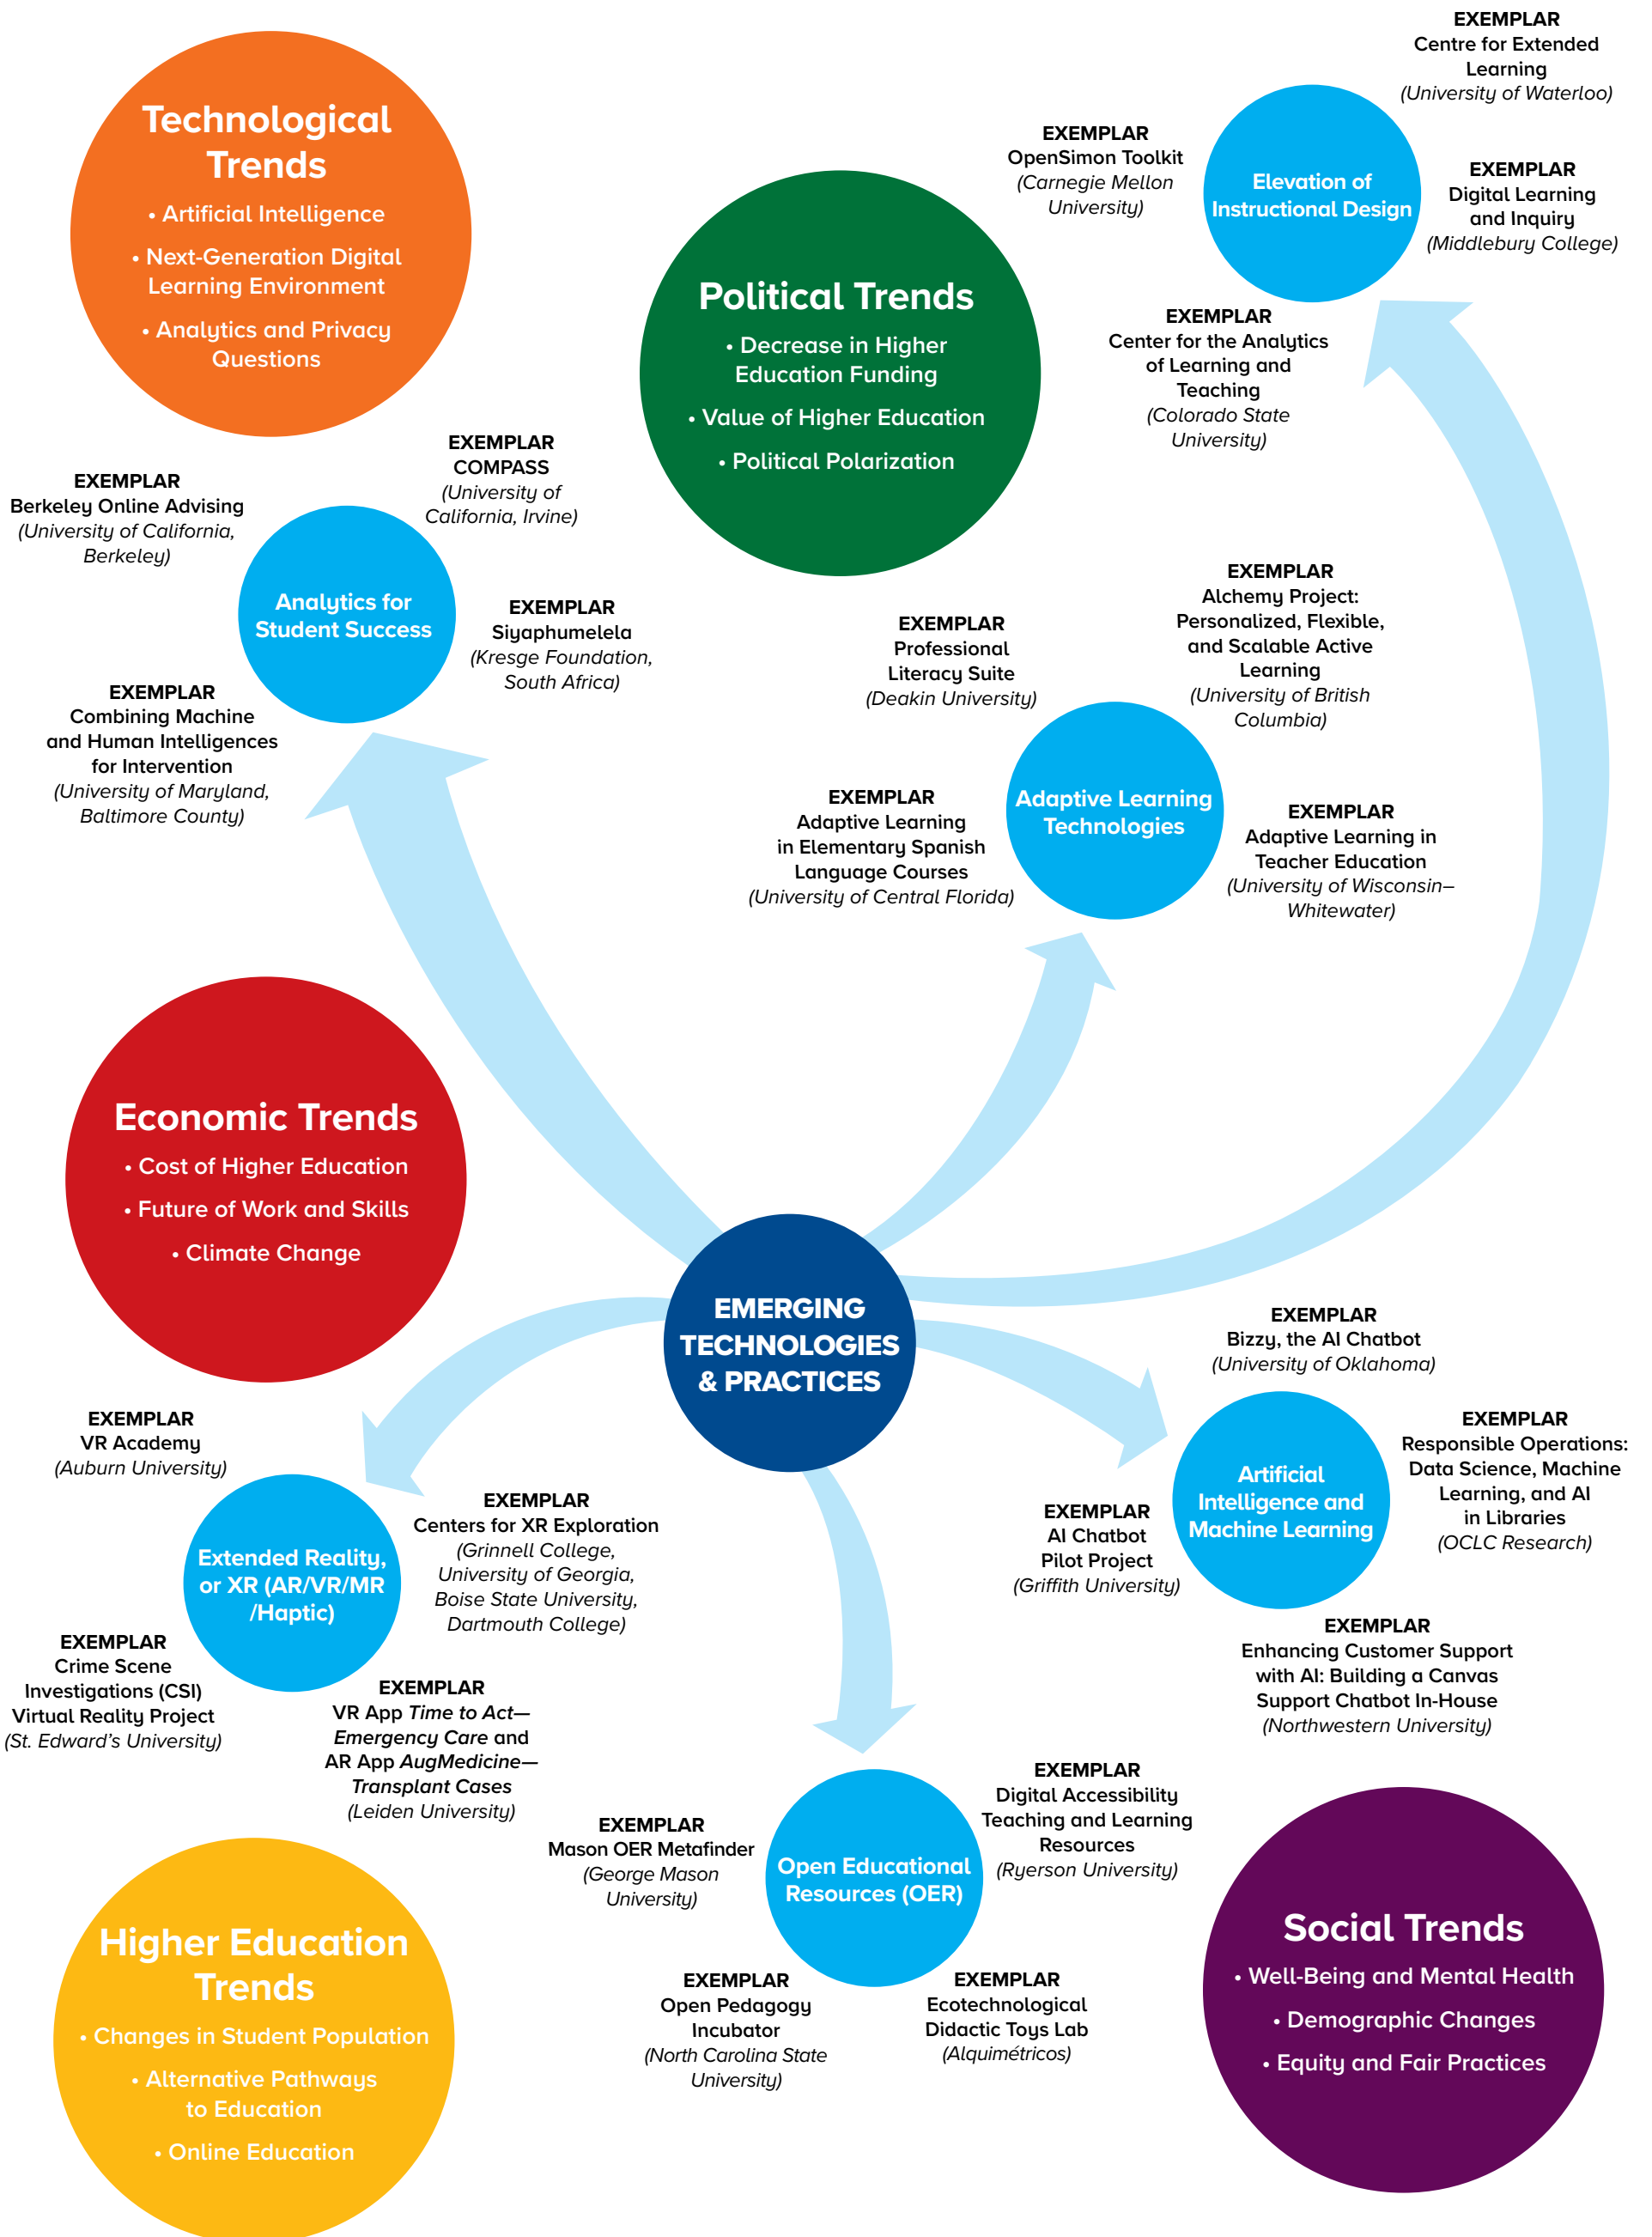 Technological
Trends
• Artificial Intelligence
• Next-Generation Digital
Learning Environment
• Analytics and Privacy
Questions
Political Trends
• Decrease in Higher
Education Funding
• Value of Higher Education
• Political Polarization
EXEMPLAR
Centre for Extended
Learning
(University of Waterloo)
EXEMPLAR
OpenSimon Toolkit
(Carnegie Mellon
University)
Elevation of
Instructional Design
EXEMPLAR
Digital Learning
and Inquiry
(Middlebury College)
EXEMPLAR
Center for the Analytics
of Learning and
Teaching
(Colorado State
University)
EXEMPLAR
COMPASS
(University of
California, Irvine)
EXEMPLAR
Berkeley Online Advising
(University of California,
Berkeley)
Analytics for
Student Success
EXEMPLAR
Siyaphumelela
(Kresge Foundation,
South Africa)
EXEMPLAR
Combining Machine
and Human Intelligences
for Intervention
(University of Maryland,
Baltimore County)
EXEMPLAR
Alchemy Project:
Personalized, Flexible,
and Scalable Active
Learning
(University of British
Columbia)
EXEMPLAR
Professional
Literacy Suite
(Deakin University)
Adaptive Learning
Technologies
EXEMPLAR
Adaptive Learning
in Elementary Spanish
Language Courses
(University of Central Florida)
EXEMPLAR
Adaptive Learning in
Teacher Education
(University of Wisconsin–
Whitewater)
Economic Trends
• Cost of Higher Education
• Future of Work and Skills
• Climate Change
EMERGING
TECHNOLOGIES
& PRACTICES
EXEMPLAR
Bizzy, the AI Chatbot
(University of Oklahoma)
EXEMPLAR
Responsible Operations:
Data Science, Machine
Learning, and AI
in Libraries
(OCLC Research)
Artificial
Intelligence and
Machine Learning
EXEMPLAR
AI Chatbot
Pilot Project
(Griffith University)
EXEMPLAR
Enhancing Customer Support
with AI: Building a Canvas
Support Chatbot In-House
(Northwestern University)
EXEMPLAR
VR Academy
(Auburn University)
EXEMPLAR
Centers for XR Exploration
(Grinnell College,
University of Georgia,
Boise State University,
Dartmouth College)
Extended Reality,
or XR (AR/VR/MR
/Haptic)
EXEMPLAR
Crime Scene
Investigations (CSI)
Virtual Reality Project
(St. Edward's University)
EXEMPLAR
VR App Time to Act—
Emergency Care and
AR App AugMedicine—
Transplant Cases
(Leiden University)
EXEMPLAR
Digital Accessibility
Teaching and Learning
Resources
(Ryerson University)
EXEMPLAR
Mason OER Metafinder
(George Mason
University)
Open Educational
Resources (OER)
EXEMPLAR
Open Pedagogy
Incubator
(North Carolina State
University)
EXEMPLAR
Ecotechnological
Didactic Toys Lab
(Alquimétricos)
Higher Education
Trends
• Changes in Student Population
• Alternative Pathways
to Education
• Online Education
Social Trends
• Well-Being and Mental Health
• Demographic Changes
• Equity and Fair Practices